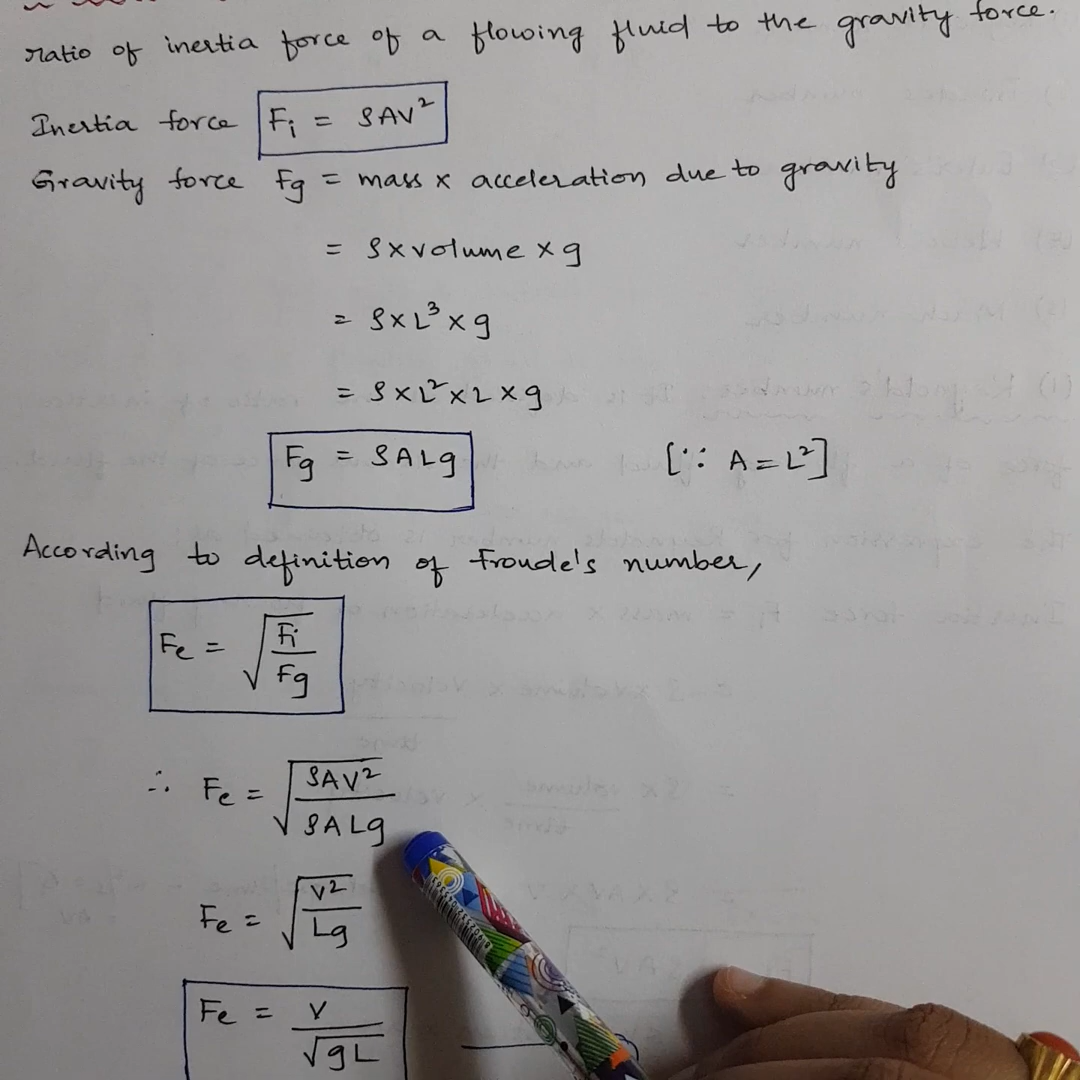 ratio of inertia force of a flowing fluid to the gravity force.
Inertia force Fi = ρAV²
Gravity force Fg = mass x acceleration due to gravity
= ρ x volume x g
= ρ x L³ x g
= ρ x L² x L x g
Fg = ρALg [∵ A = L²]
According to definition of Froude's number,
Fe = √(Fi/Fg)
∴ Fe = √(ρAV²/ρALg)
Fe = √(V²/Lg)
Fe = V/√gL